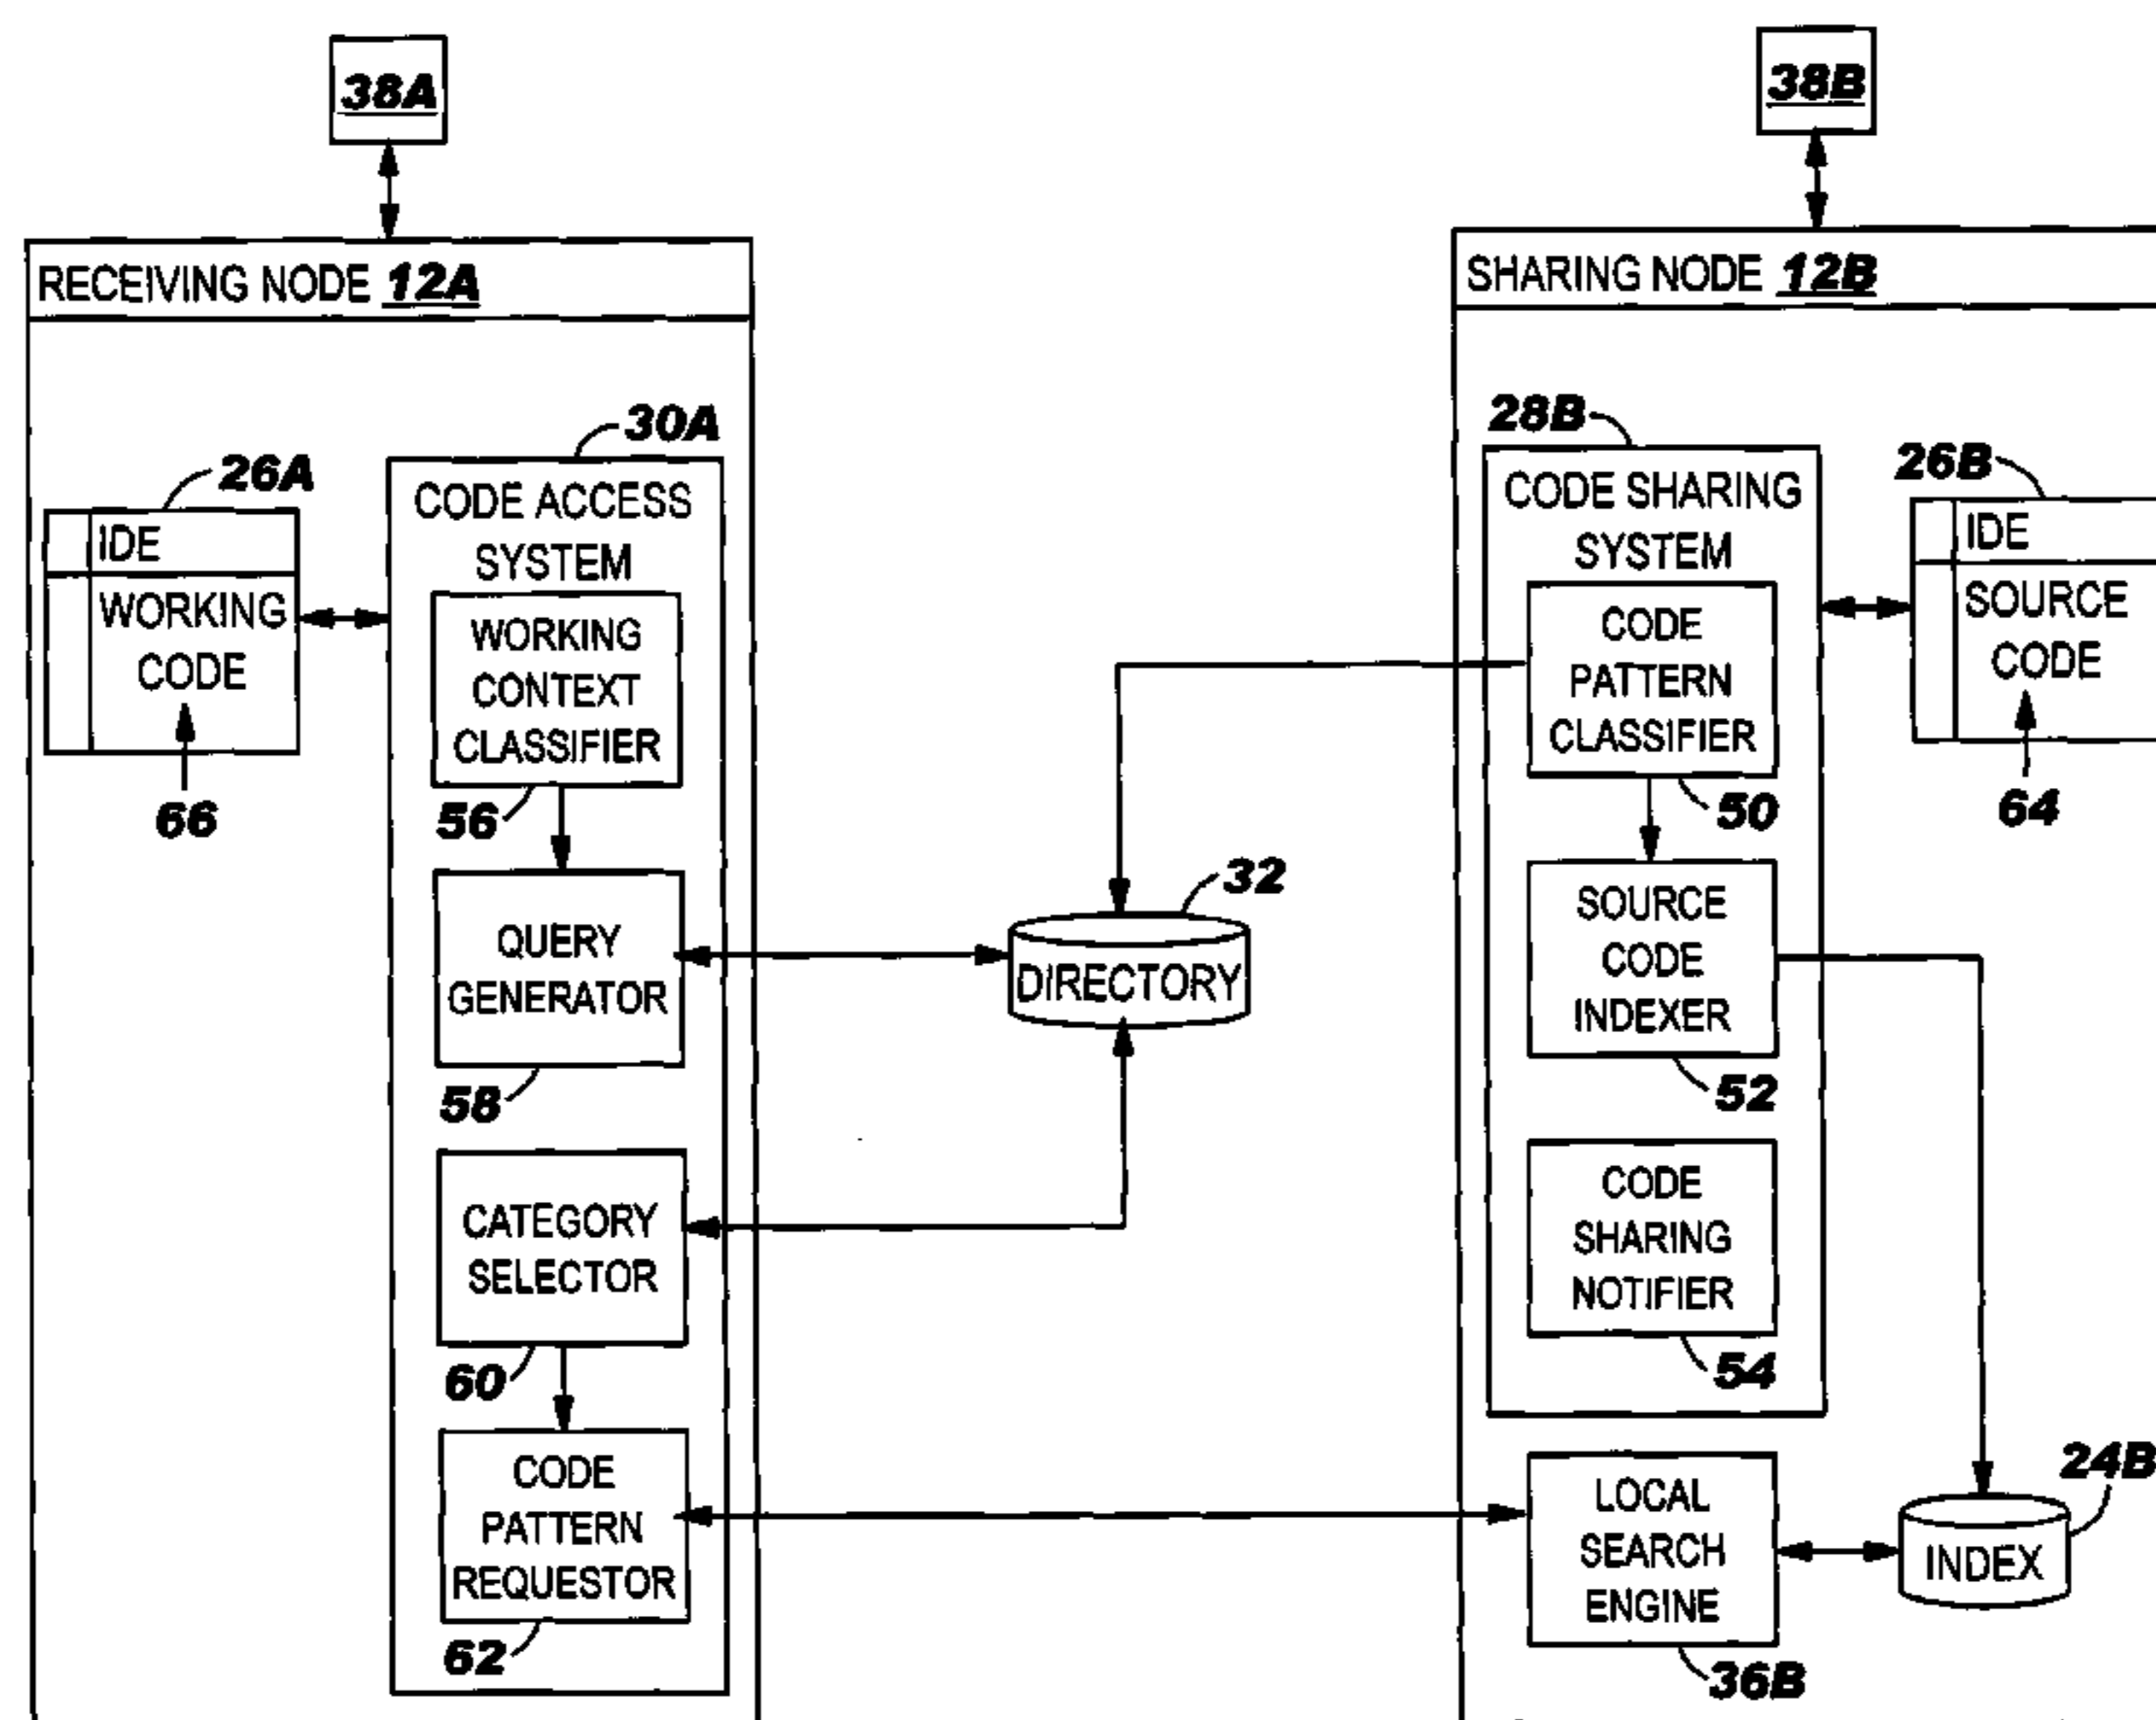 38A
RECEIVING NODE 12A
30A
26A
IDE
WORKING
CODE
66
CODE ACCESS
SYSTEM
WORKING
CONTEXT
CLASSIFIER
56
QUERY
GENERATOR
58
CATEGORY
SELECTOR
60
CODE
PATTERN
REQUESTOR
62
32
DIRECTORY
38B
SHARING NODE 12B
28B
26B
CODE SHARING
SYSTEM
CODE
PATTERN
CLASSIFIER
50
IDE
SOURCE
CODE
64
SOURCE
CODE
INDEXER
52
CODE
SHARING
NOTIFIER
54
LOCAL
SEARCH
ENGINE
36B
24B
INDEX